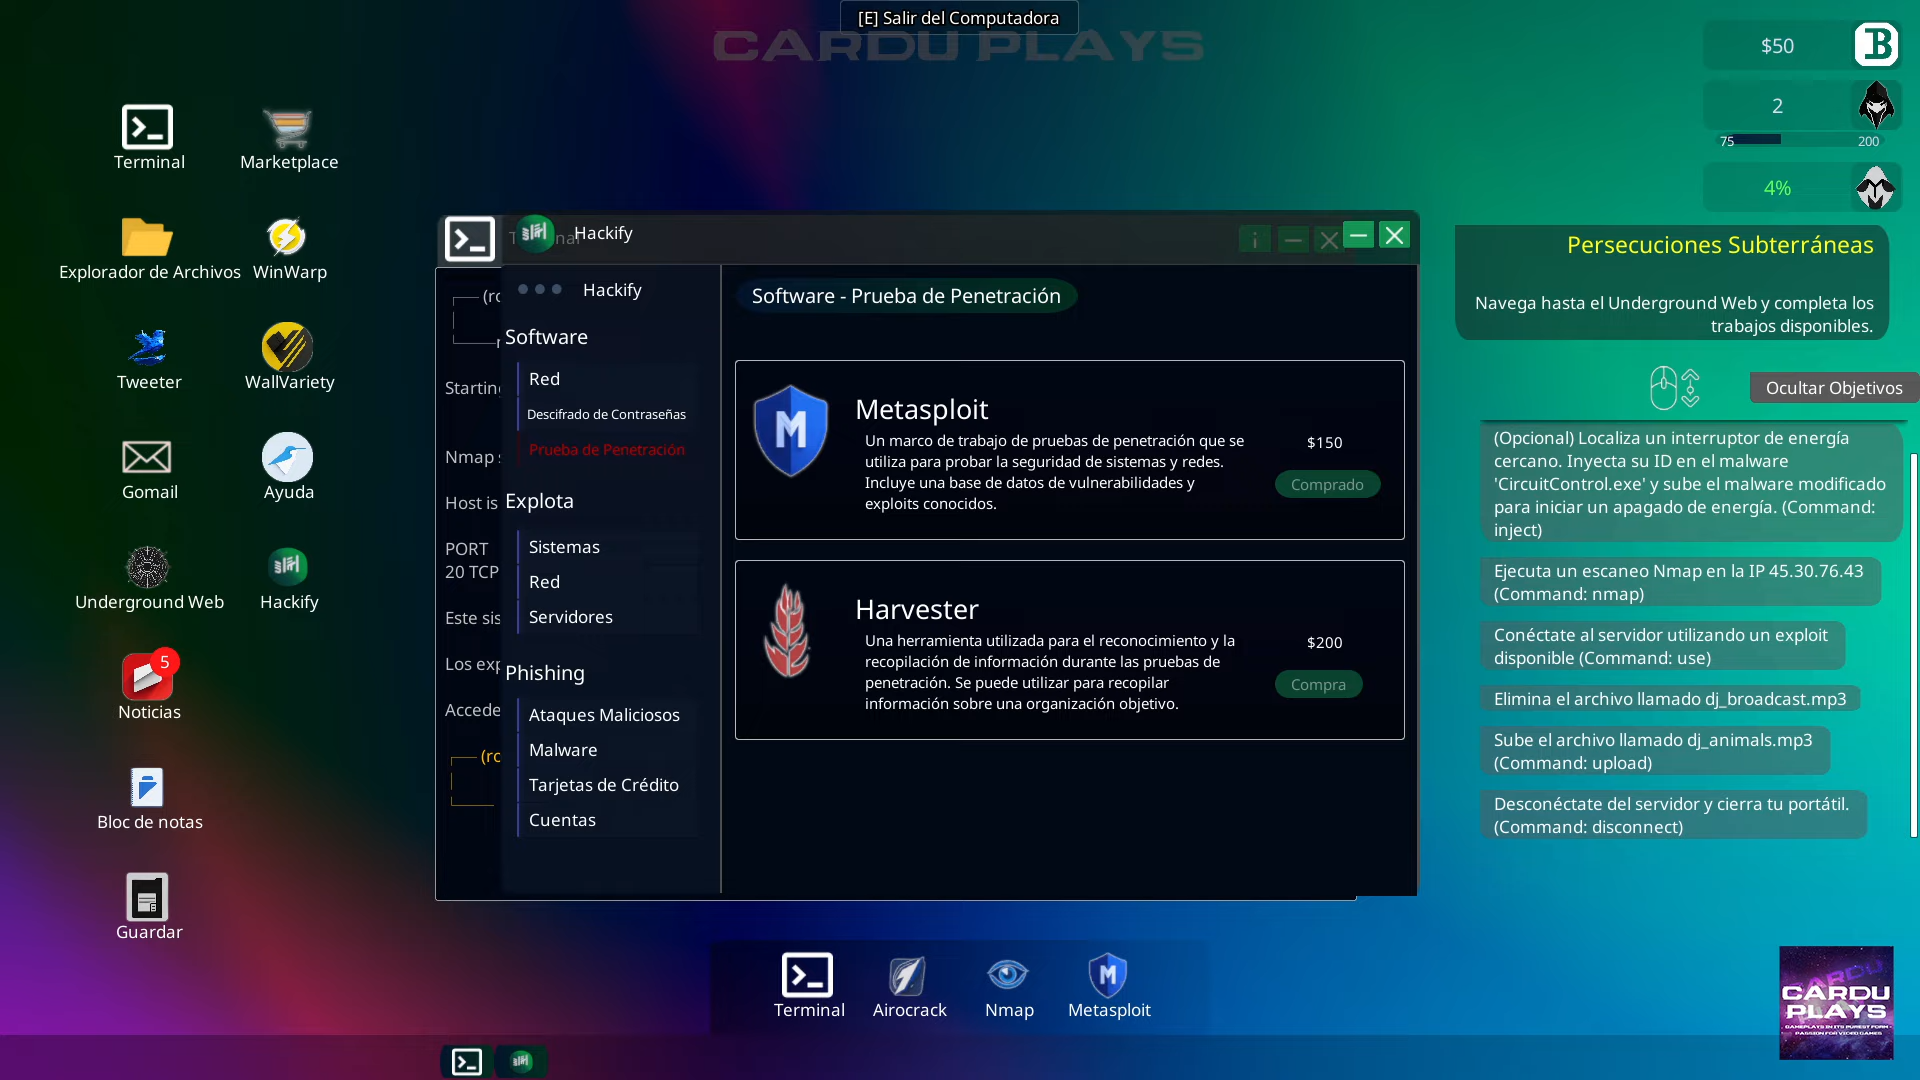 [E] Salir del Computadora
CARDU PLAYS
$50
2
75
200
4%
Terminal
Marketplace
Explorador de Archivos
WinWarp
Tweeter
WallVariety
Gomail
Ayuda
Underground Web
Hackify
5
Noticias
Bloc de notas
Guardar
Hackify
Hackify
Software
Red
Descifrado de Contraseñas
Prueba de Penetración
Explota
Sistemas
Red
Servidores
Phishing
Ataques Maliciosos
Malware
Tarjetas de Crédito
Cuentas
(ro
Starting
Nmap s
Host is
PORT
20 TCP
Este sis
Los exp
Accede
(ro
Software - Prueba de Penetración
Metasploit
Un marco de trabajo de pruebas de penetración que se
utiliza para probar la seguridad de sistemas y redes.
Incluye una base de datos de vulnerabilidades y
exploits conocidos.
$150
Comprado
Harvester
Una herramienta utilizada para el reconocimiento y la
recopilación de información durante las pruebas de
penetración. Se puede utilizar para recopilar
información sobre una organización objetivo.
$200
Compra
Persecuciones Subterráneas
Navega hasta el Underground Web y completa los
trabajos disponibles.
Ocultar Objetivos
(Opcional) Localiza un interruptor de energía
cercano. Inyecta su ID en el malware
'CircuitControl.exe' y sube el malware modificado
para iniciar un apagado de energía. (Command:
inject)
Ejecuta un escaneo Nmap en la IP 45.30.76.43
(Command: nmap)
Conéctate al servidor utilizando un exploit
disponible (Command: use)
Elimina el archivo llamado dj_broadcast.mp3
Sube el archivo llamado dj_animals.mp3
(Command: upload)
Desconéctate del servidor y cierra tu portátil.
(Command: disconnect)
Terminal
Airocrack
Nmap
Metasploit
CARDU
PLAYS
GAMEPLAYS IN ITS PUREST FORM -
PASSION FOR VIDEO GAMES